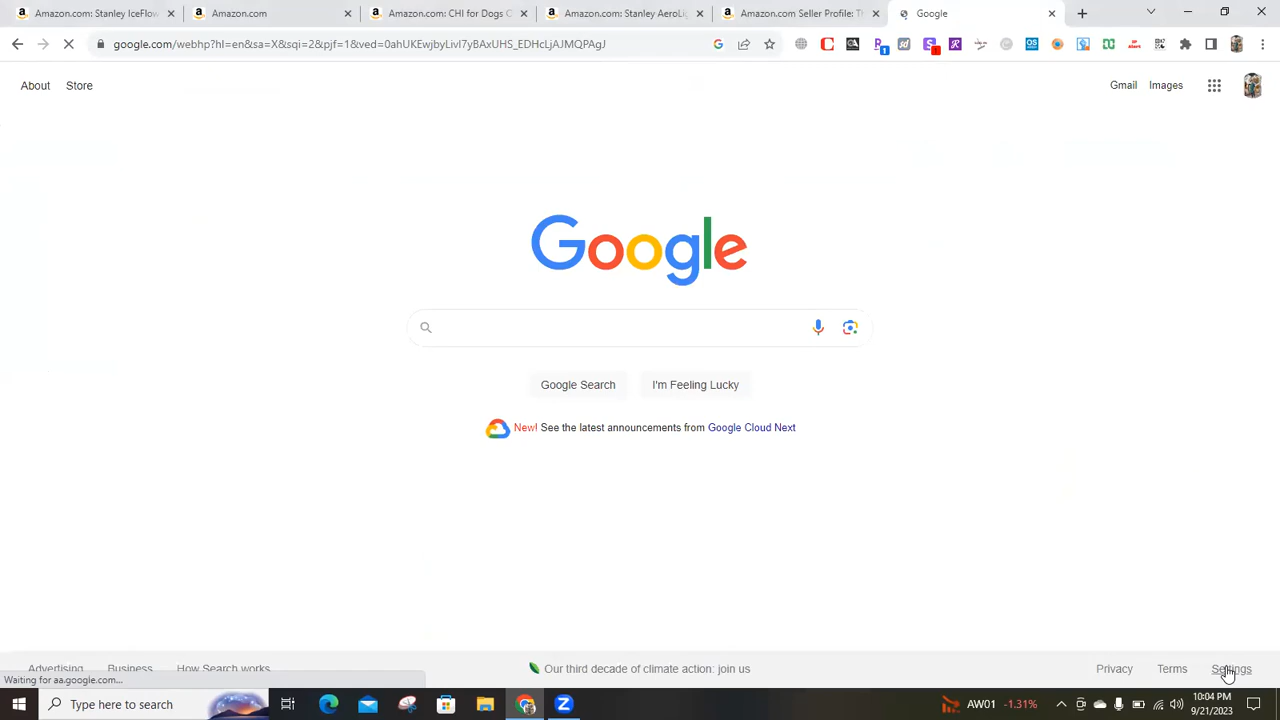 Amazon.com: Stanley IceFlow
Amazon.com
Amazon.com: CHI for Dogs
Amazon.com: Stanley AeroLig
Amazon.com Seller Profile: Th
Google
google.com/webhp?hl=en&sa=X&sqi=2&pjf=1&ved=0ahUKEwjhyLivl7yBAxUHS_EDHcLjAJMQPAgJ
About Store
Gmail Images
Google
Google Search I'm Feeling Lucky
New! See the latest announcements from Google Cloud Next
Advertising Business How Search works
Our third decade of climate action: join us
Privacy Terms Settings
Waiting for aa.google.com...
Type here to search
AW01 -1.31%
10:04 PM
9/21/2023